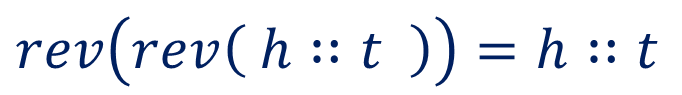 rev(rev( h :: t )) = h :: t